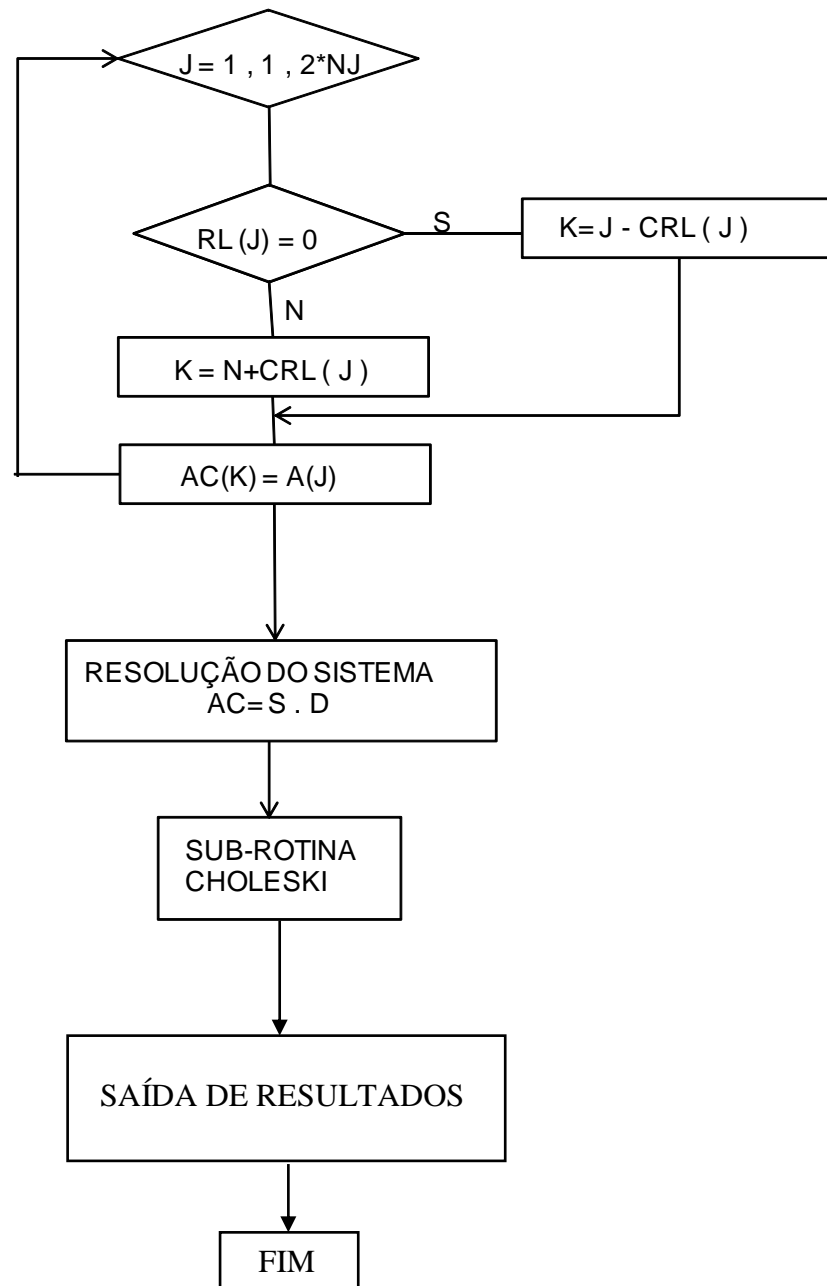 J = 1 , 1 , 2*NJ
RL (J) = 0
S
K= J - CRL ( J )
N
K = N+CRL ( J )
AC(K) = A(J)
RESOLUÇÃO DO SISTEMA
AC= S . D
SUB-ROTINA
CHOLESKI
SAÍDA DE RESULTADOS
FIM